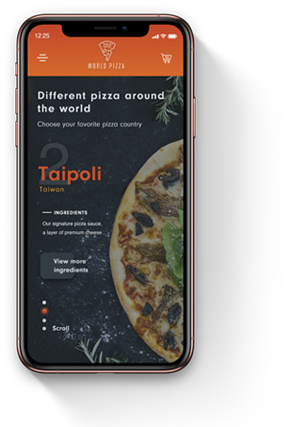 12:25
WORLD PIZZA
Different pizza around
the world
Choose your favorite pizza country
2
Taipoli
Taiwan
INGREDIENTS
Our signature pizza sauce,
a layer of premium cheese
View more
ingredients
Scroll